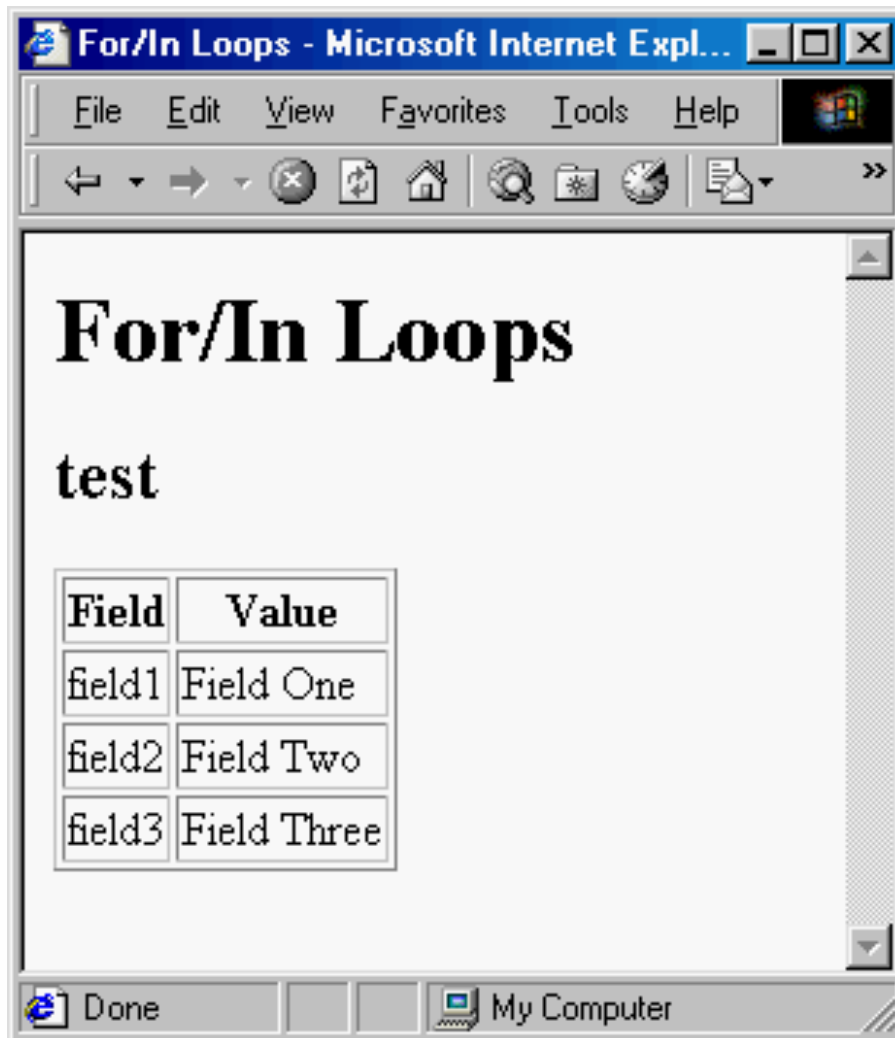 For/In Loops - Microsoft Internet Expl...
File Edit View Favorites Tools Help
For/In Loops
test
Field Value
field1 Field One
field2 Field Two
field3 Field Three
Done My Computer